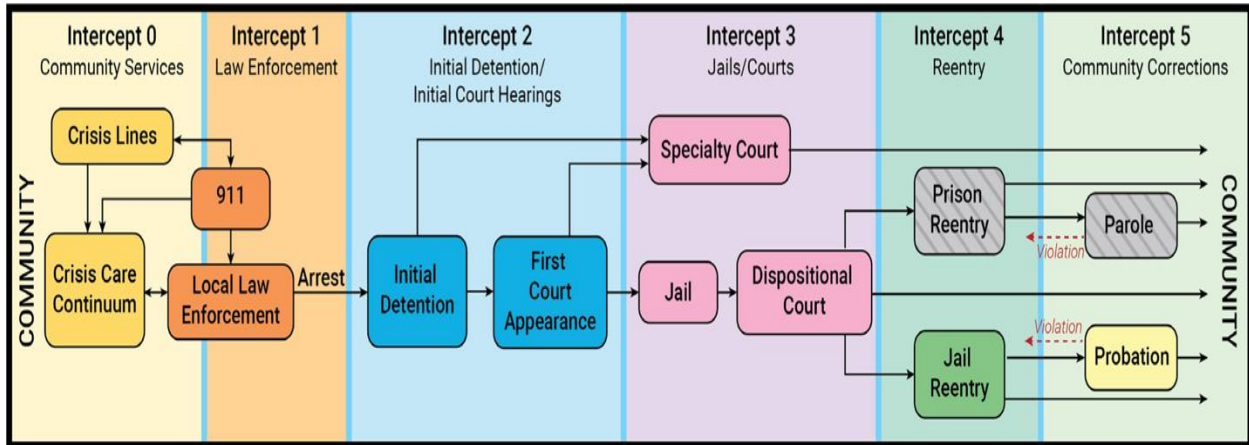 Intercept 0
Community Services
Intercept 1
Law Enforcement
Intercept 2
Initial Detention/
Initial Court Hearings
Intercept 3
Jails/Courts
Intercept 4
Reentry
Intercept 5
Community Corrections
COMMUNITY
Crisis Lines
911
Crisis Care
Continuum
Local Law
Enforcement
Arrest
Initial
Detention
First
Court
Appearance
Specialty Court
Jail
Dispositional
Court
Prison
Reentry
Violation
Parole
Jail
Reentry
Violation
Probation
COMMUNITY